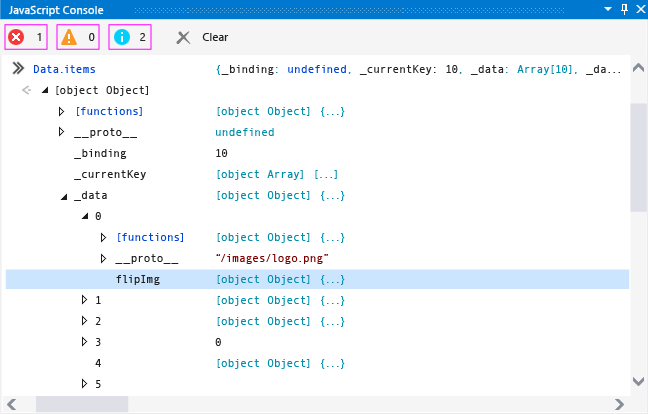 JavaScript Console
1 0 2 Clear
Data.items {_binding: undefined, _currentKey: 10, _data: Array[10], _da...
[object Object]
[functions] [object Object] {...}
__proto__ undefined
_binding 10
_currentKey [object Array] [...]
_data [object Object] {...}
0
[functions] [object Object] {...}
__proto__ “/images/logo.png”
flipImg [object Object] {...}
1 [object Object] {...}
2 [object Object] {...}
3 0
4 [object Object] {...}
5